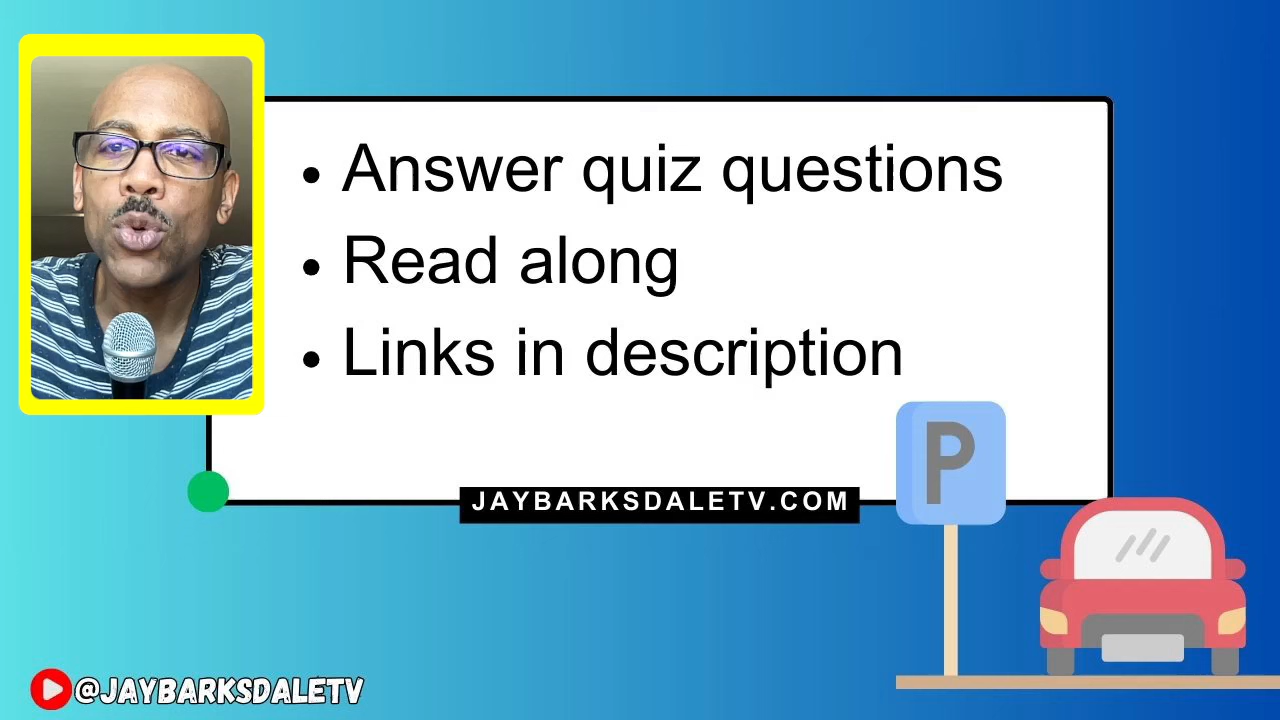 Answer quiz questions
Read along
Links in description
P
JAYBARKSDALETV.COM
@JAYBARKSDALETV